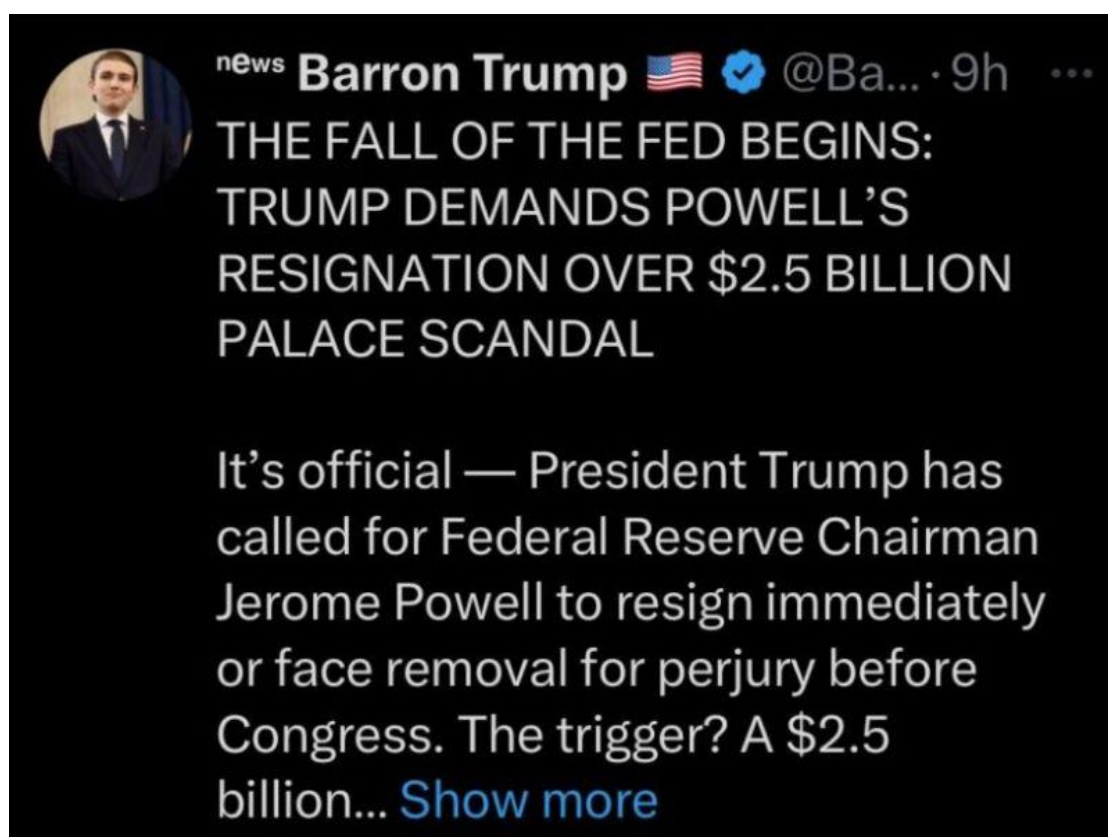 news Barron Trump 🇺🇸 @Ba... · 9h ...
THE FALL OF THE FED BEGINS:
TRUMP DEMANDS POWELL’S
RESIGNATION OVER $2.5 BILLION
PALACE SCANDAL
It’s official — President Trump has
called for Federal Reserve Chairman
Jerome Powell to resign immediately
or face removal for perjury before
Congress. The trigger? A $2.5
billion... Show more